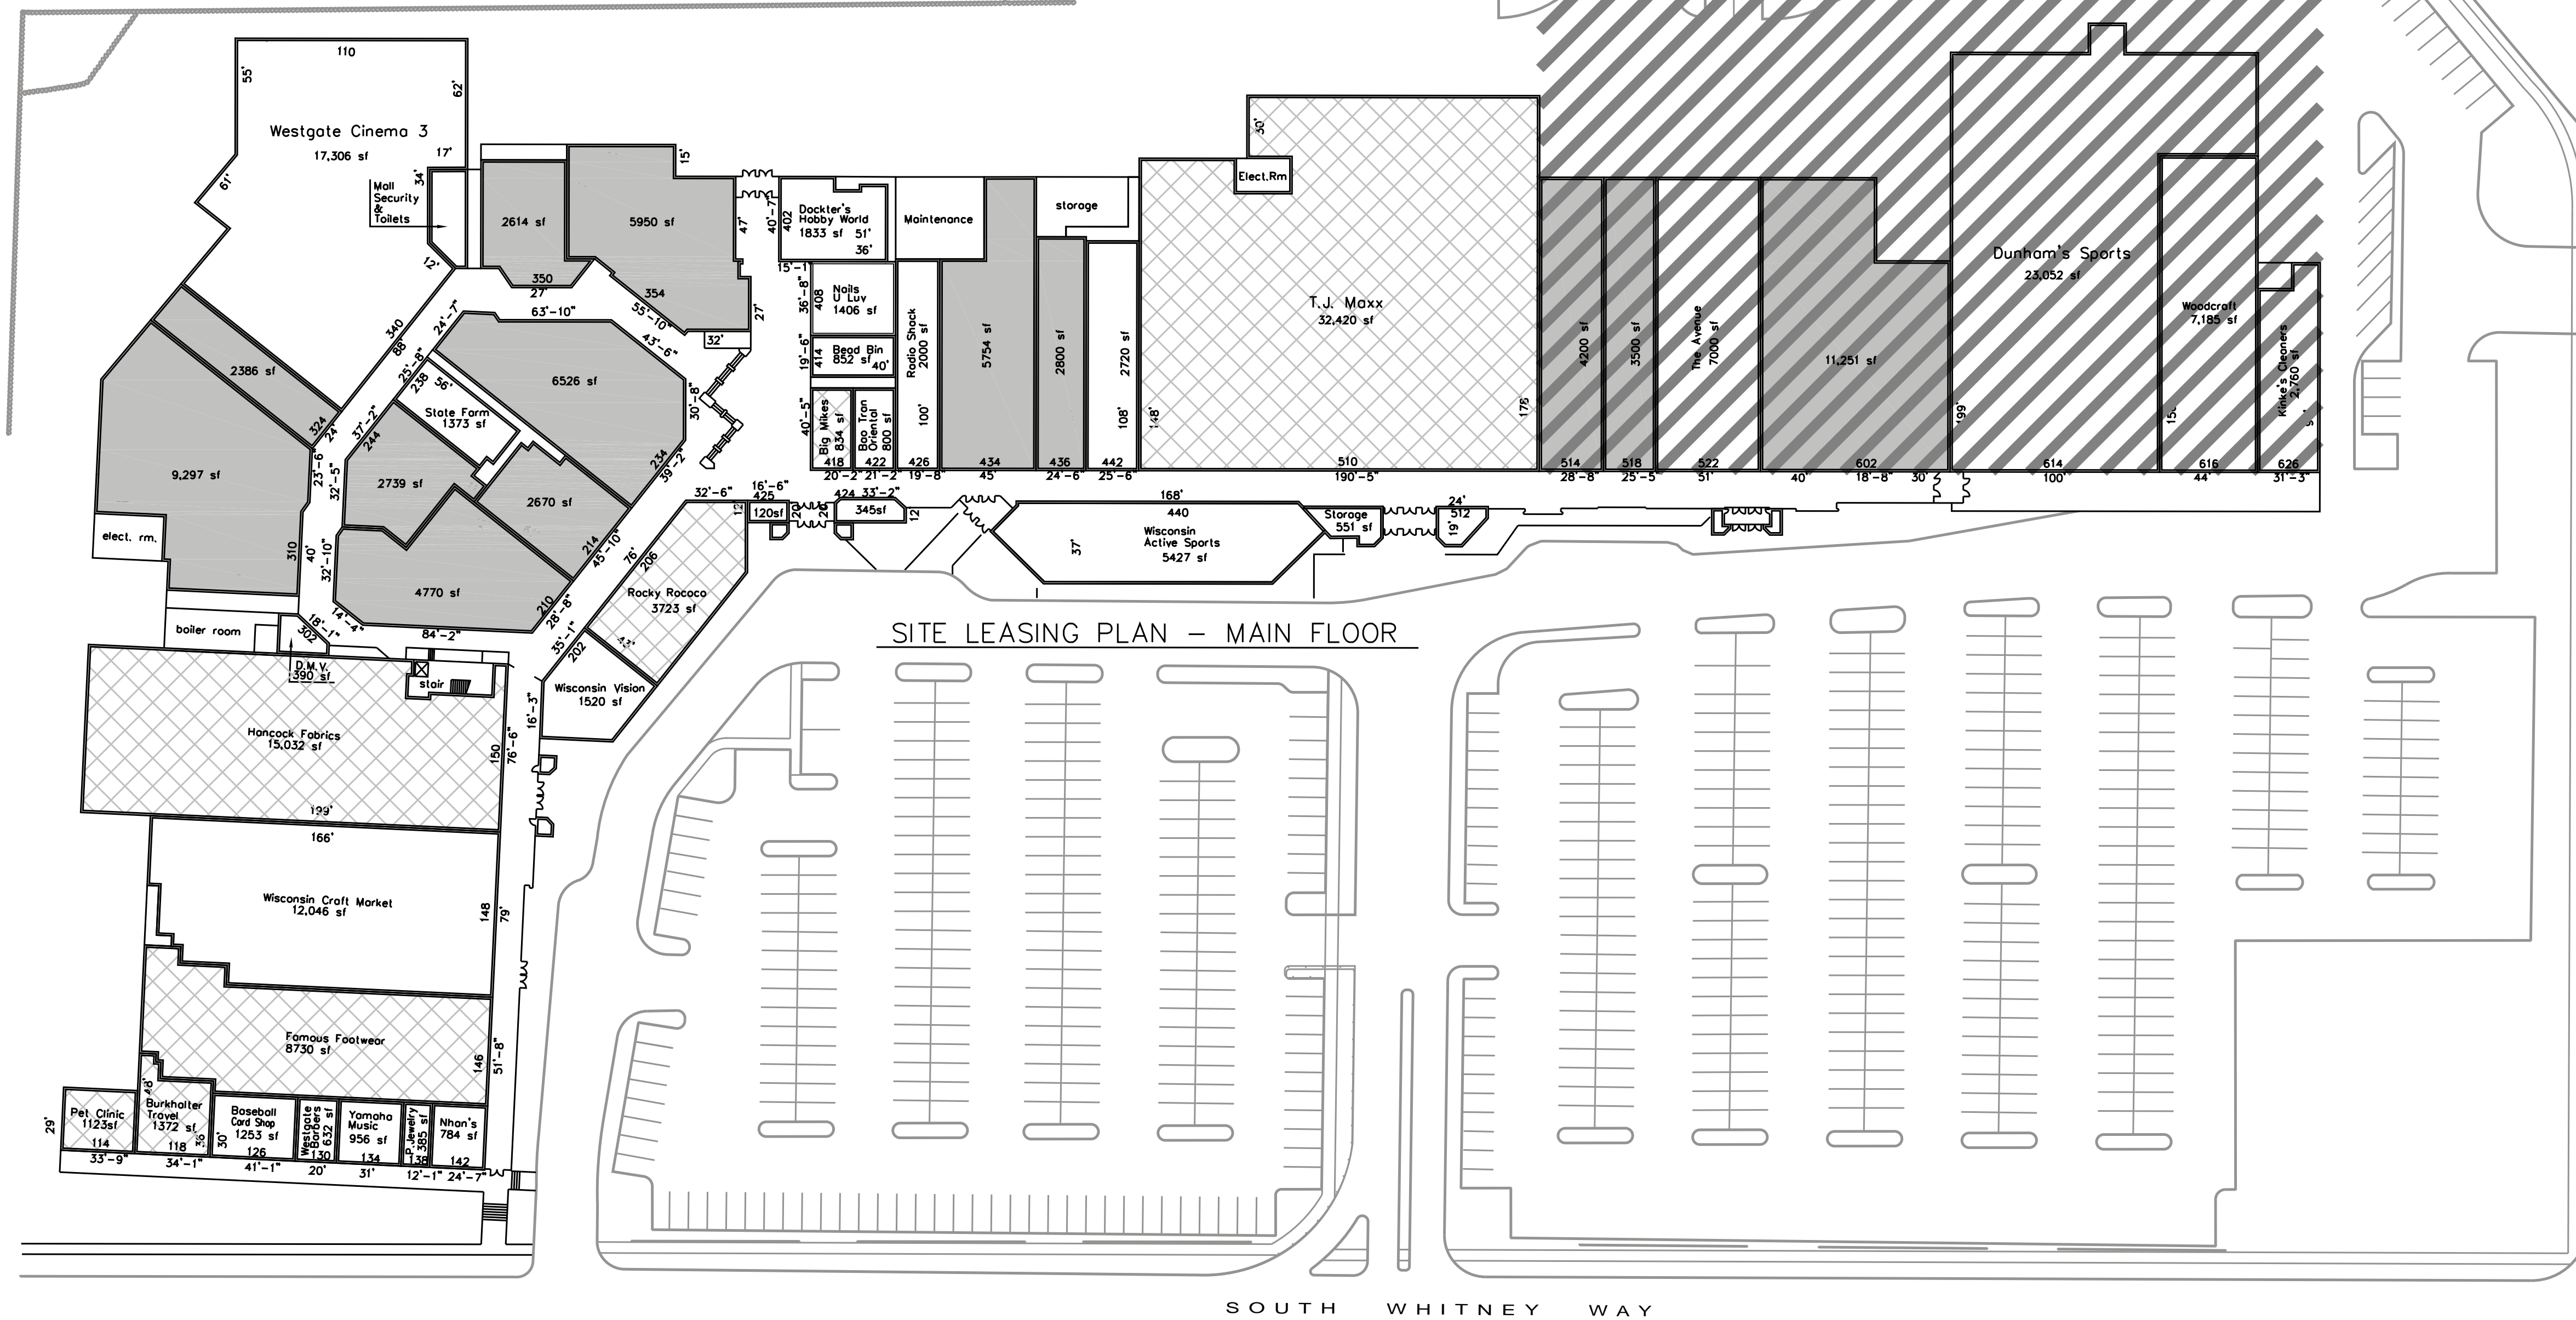 110
55'
62'
Westgate Cinema 3
17,306 sf
17'
34'
61'
Mall
Security
&
Toilets
12'
2614 sf
350
27'
5950 sf
15'
47'
354
55'-10"
27'
32'
340
88'
24'-7"
63'-10"
43'-6"
25'-8"
238
56'
6526 sf
30'-8"
234
39'-2"
State Farm
1373 sf
37'-2"
244
2386 sf
324
24'
23'-6"
32'-5"
9,297 sf
2739 sf
2670 sf
214
45'-10"
elect. rm.
310
40'
32'-10"
4770 sf
210
28'-8"
14'-4"
84'-2"
18'-1"
302
boiler room
D.M.V.
390 sf
stair
35'-1"
202
Wisconsin Vision
1520 sf
16'-3"
32'-6"
12'
76'
206
Rocky Rococo
3723 sf
43'
Hancock Fabrics
15,032 sf
150
76'-6"
199'
166'
Wisconsin Craft Market
12,046 sf
148
79'
Famous Footwear
8730 sf
146
51'-8"
29'
Pet Clinic
1123sf
114
33'-9"
48'
Burkhalter
Travel
1372 sf
118
36'
34'-1"
30'
Baseball
Card Shop
1253 sf
126
41'-1"
Westgate
Barbers
632 sf
130
20'
Yamaha
Music
956 sf
134
31'
P.Jewelry
385 sf
138
12'-1"
Nhan's
784 sf
142
24'-7"
40'-7"
402
Dockter's
Hobby World
1833 sf
51'
36'
15'-1"
36'-8"
408
Nails
U Luv
1406 sf
19'-6"
414
Bead Bin
852 sf
40'
40'-5"
Big Mikes
834 sf
418
20'-2"
Boo Tran
Oriental
800 sf
422
21'-2"
Maintenance
Radio Shack
2000 sf
100'
426
19'-8"
5754 sf
434
45'
storage
2800 sf
436
24'-6"
2720 sf
108'
442
25'-6"
30'
Elect.Rm
T.J. Maxx
32,420 sf
148'
178'
510
190'-5"
4200 sf
514
28'-8"
3500 sf
518
25'-5"
The Avenue
7000 sf
522
51'
11,251 sf
40'
602
18'-8"
30'
Dunham's Sports
23,052 sf
199'
614
100'
Woodcraft
7,185 sf
616
44'
Kinke's Cleaners
2,760 sf
626
31'-3"
16'-6"
425
120sf
20'
20'
424
33'-2"
345sf
12'
168'
440
Wisconsin
Active Sports
5427 sf
37'
Storage
551 sf
24'
512
19'
SITE LEASING PLAN - MAIN FLOOR
SOUTH WHITNEY WAY